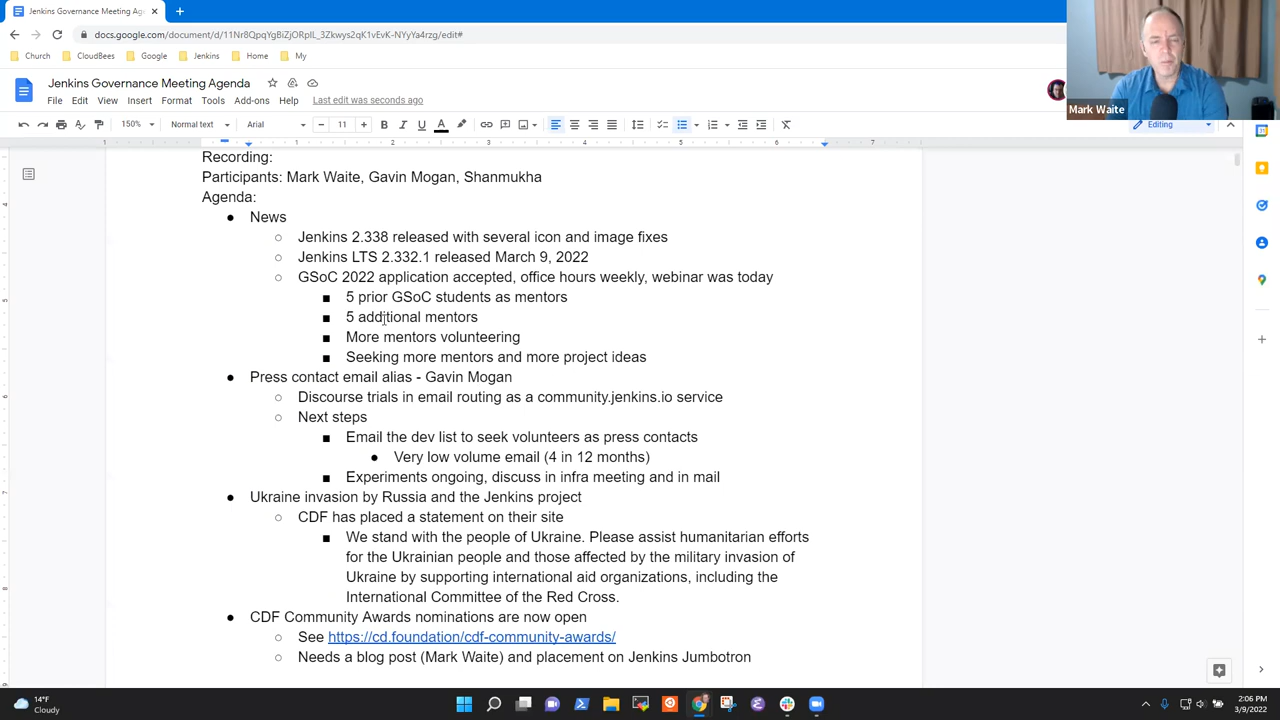 Jenkins Governance Meeting Ag
docs.google.com/document/d/11Nr8QpqYgBiZjORpIL_3Zkwys2qK1vEvK-NYyYa4rzg/edit#
Church
CloudBees
Google
Jenkins
Home
My
Jenkins Governance Meeting Agenda
File Edit View Insert Format Tools Add-ons Help Last edit was seconds ago
Mark Waite
150% Normal text Arial 11 Editing
1 1 2 3 4 5 6 7
Recording:
Participants: Mark Waite, Gavin Mogan, Shanmukha
Agenda:
● News
○ Jenkins 2.338 released with several icon and image fixes
○ Jenkins LTS 2.332.1 released March 9, 2022
○ GSoC 2022 application accepted, office hours weekly, webinar was today
■ 5 prior GSoC students as mentors
■ 5 additional mentors
■ More mentors volunteering
■ Seeking more mentors and more project ideas
● Press contact email alias - Gavin Mogan
○ Discourse trials in email routing as a community.jenkins.io service
○ Next steps
■ Email the dev list to seek volunteers as press contacts
● Very low volume email (4 in 12 months)
■ Experiments ongoing, discuss in infra meeting and in mail
● Ukraine invasion by Russia and the Jenkins project
○ CDF has placed a statement on their site
■ We stand with the people of Ukraine. Please assist humanitarian efforts
for the Ukrainian people and those affected by the military invasion of
Ukraine by supporting international aid organizations, including the
International Committee of the Red Cross.
● CDF Community Awards nominations are now open
○ See https://cd.foundation/cdf-community-awards/
○ Needs a blog post (Mark Waite) and placement on Jenkins Jumbotron
14°F
Cloudy
2:06 PM
3/9/2022